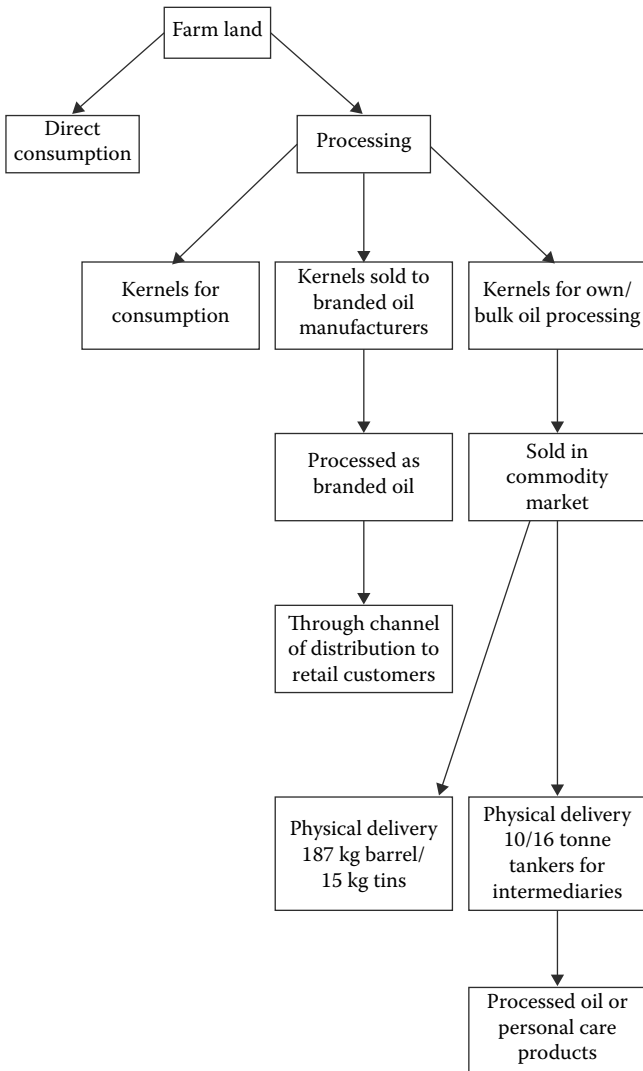 Farm land
Direct
consumption
Processing
Kernels for
consumption
Kernels sold to
branded oil
manufacturers
Kernels for own/
bulk oil processing
Processed as
branded oil
Sold in
commodity
market
Through channel
of distribution to
retail customers
Physical delivery
187 kg barrel/
15 kg tins
Physical delivery
10/16 tonne
tankers for
intermediaries
Processed oil or
personal care
products